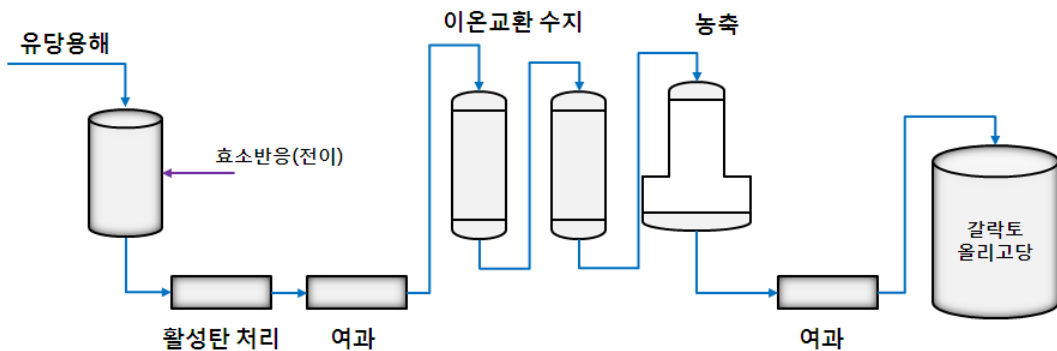 유당용해
효소반응(전이)
활성탄 처리
여과
이온교환 수지
농축
여과
갈락토
올리고당